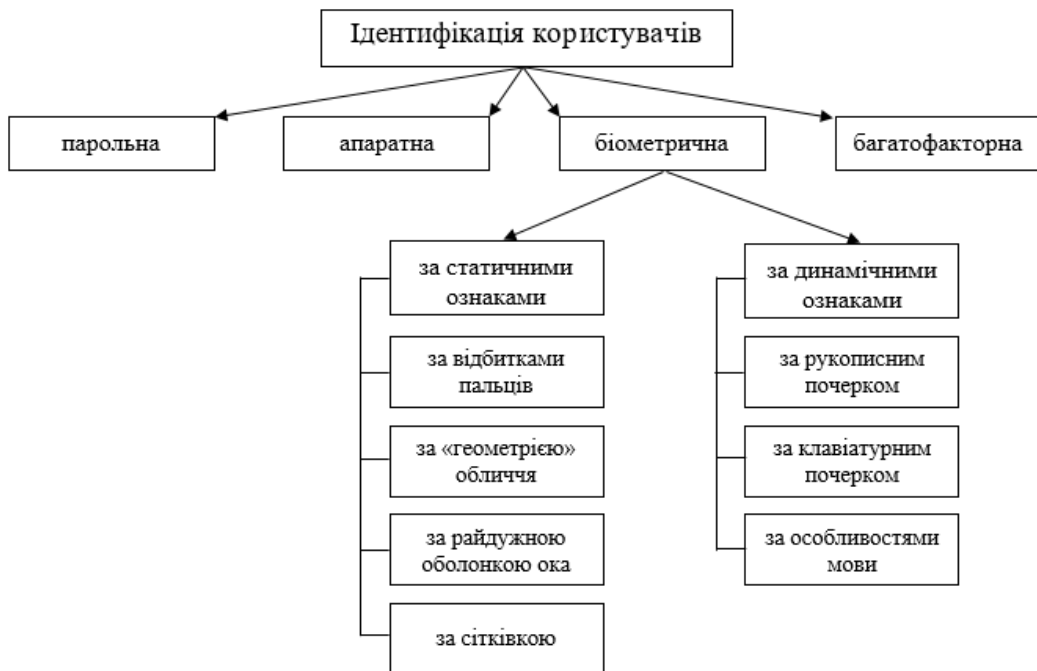 Ідентифікація користувачів
парольна
апаратна
біометрична
багатофакторна
за статичними
ознаками
за динамічними
ознаками
за відбитками
пальців
за рукописним
почерком
за «геометрією»
обличчя
за клавіатурним
почерком
за райдужною
оболонкою ока
за особливостями
мови
за сітківкою